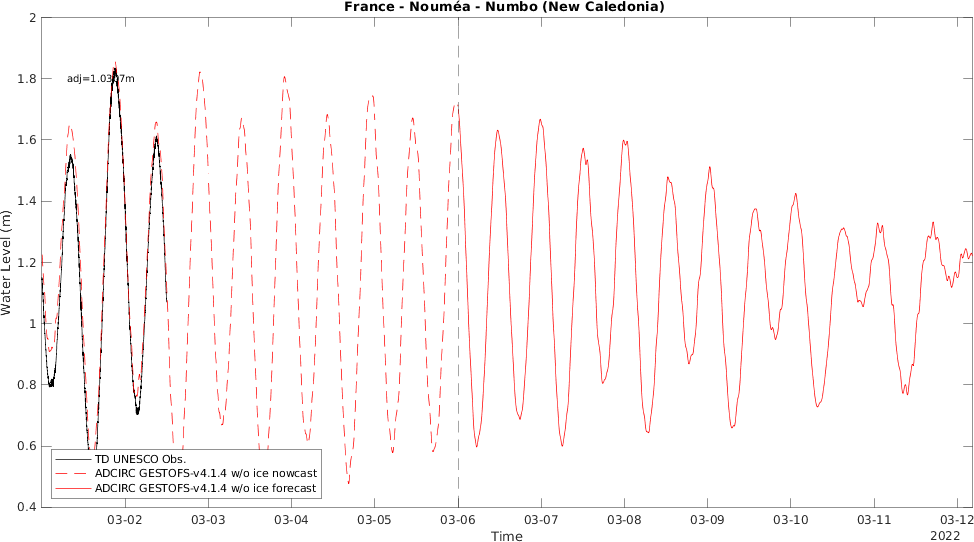 France - Nouméa - Numbo (New Caledonia)
2
1.8
1.6
1.4
1.2
1
0.8
0.6
0.4
Water Level (m)
TD UNESCO Obs.
ADCIRC GESTOFS-v4.1.4 w/o ice nowcast
ADCIRC GESTOFS-v4.1.4 w/o ice forecast
03-02 03-03 03-04 03-05 03-06 03-07 03-08 03-09 03-10 03-11 03-12
Time
2022